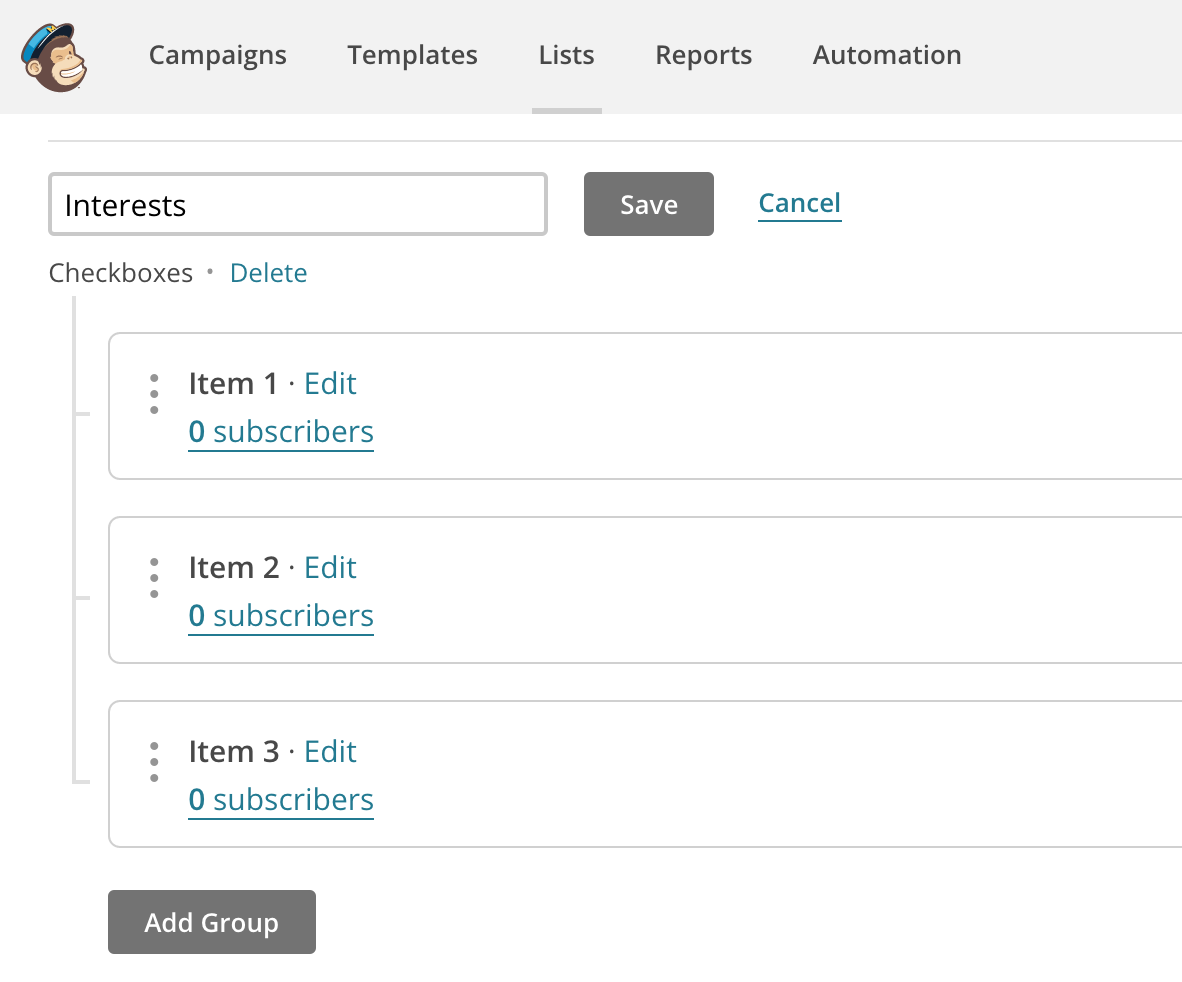 Campaigns Templates Lists Reports Automation
Interests Save Cancel
Checkboxes • Delete
Item 1 · Edit
0 subscribers
Item 2 · Edit
0 subscribers
Item 3 · Edit
0 subscribers
Add Group